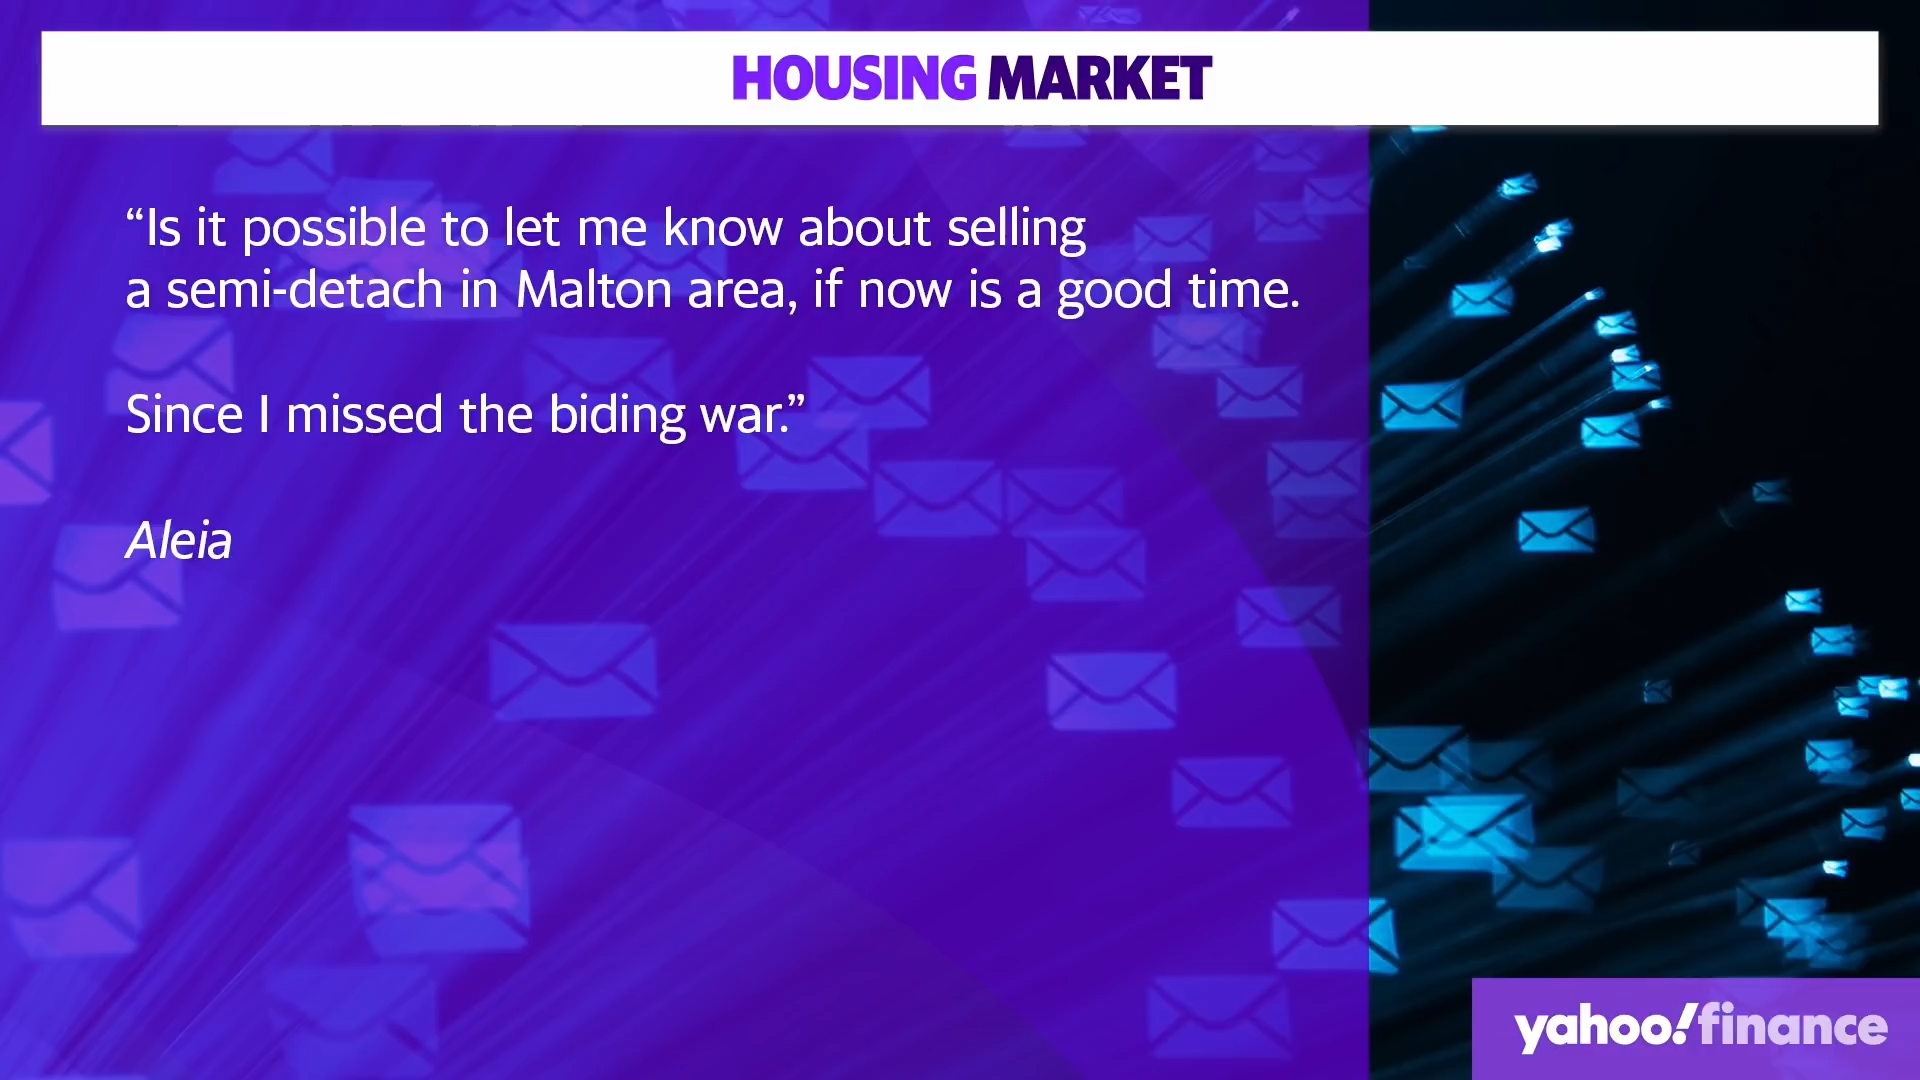 HOUSING MARKET
“Is it possible to let me know about selling
a semi-detach in Malton area, if now is a good time.
Since I missed the biding war.”
Aleia
yahoo!finance